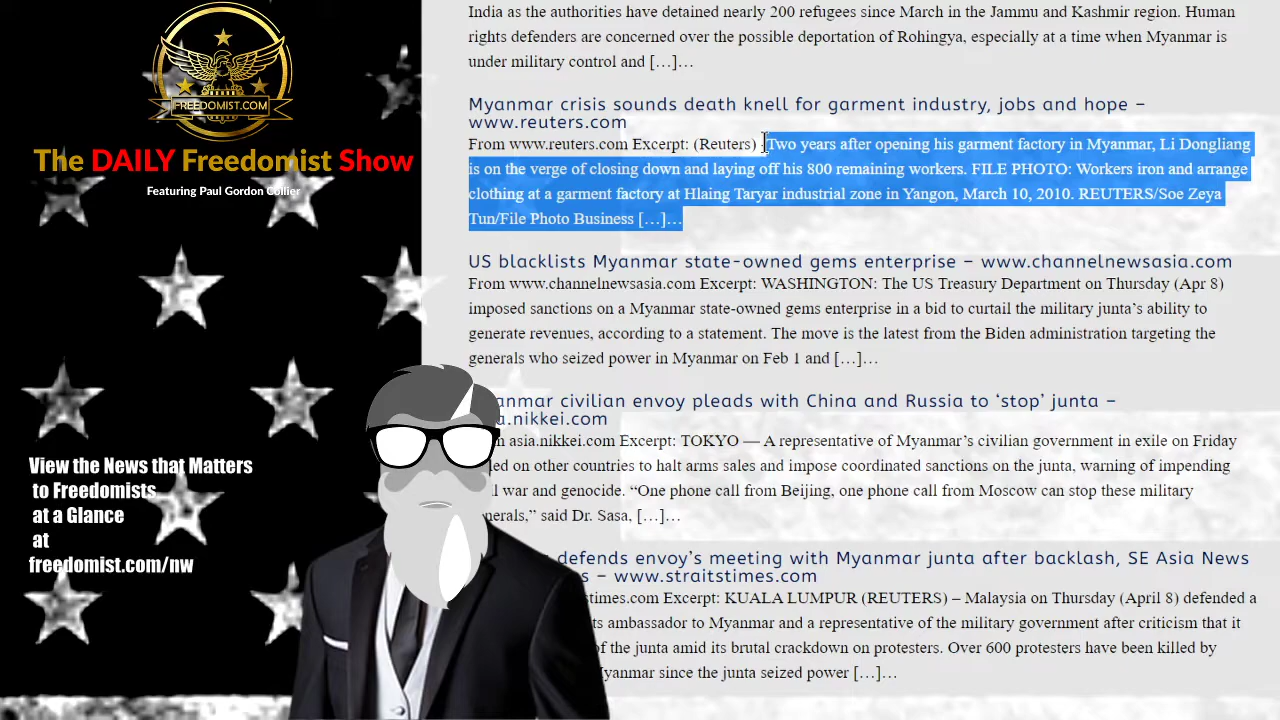 FREEDOMIST.COM
The DAILY Freedomist Show
Featuring Paul Gordon Collier
View the News that Matters
to Freedomists
at a Glance
at
freedomist.com/nw
India as the authorities have detained nearly 200 refugees since March in the Jammu and Kashmir region. Human
rights defenders are concerned over the possible deportation of Rohingya, especially at a time when Myanmar is
under military control and […]…
Myanmar crisis sounds death knell for garment industry, jobs and hope –
www.reuters.com
From www.reuters.com Excerpt: (Reuters) - Two years after opening his garment factory in Myanmar, Li Dongliang
is on the verge of closing down and laying off his 800 remaining workers. FILE PHOTO: Workers iron and arrange
clothing at a garment factory at Hlaing Taryar industrial zone in Yangon, March 10, 2010. REUTERS/Soe Zeya
Tun/File Photo Business […]…
US blacklists Myanmar state-owned gems enterprise – www.channelnewsasia.com
From www.channelnewsasia.com Excerpt: WASHINGTON: The US Treasury Department on Thursday (Apr 8)
imposed sanctions on a Myanmar state-owned gems enterprise in a bid to curtail the military junta’s ability to
generate revenues, according to a statement. The move is the latest from the Biden administration targeting the
generals who seized power in Myanmar on Feb 1 and […]…
anmar civilian envoy pleads with China and Russia to ‘stop’ junta –
a.nikkei.com
asia.nikkei.com Excerpt: TOKYO — A representative of Myanmar’s civilian government in exile on Friday
led on other countries to halt arms sales and impose coordinated sanctions on the junta, warning of impending
war and genocide. “One phone call from Beijing, one phone call from Moscow can stop these military
nerals,” said Dr. Sasa, […]…
defends envoy’s meeting with Myanmar junta after backlash, SE Asia News
s – www.straitstimes.com
stimes.com Excerpt: KUALA LUMPUR (REUTERS) – Malaysia on Thursday (April 8) defended a
ts ambassador to Myanmar and a representative of the military government after criticism that it
of the junta amid its brutal crackdown on protesters. Over 600 protesters have been killed by
Myanmar since the junta seized power […]…